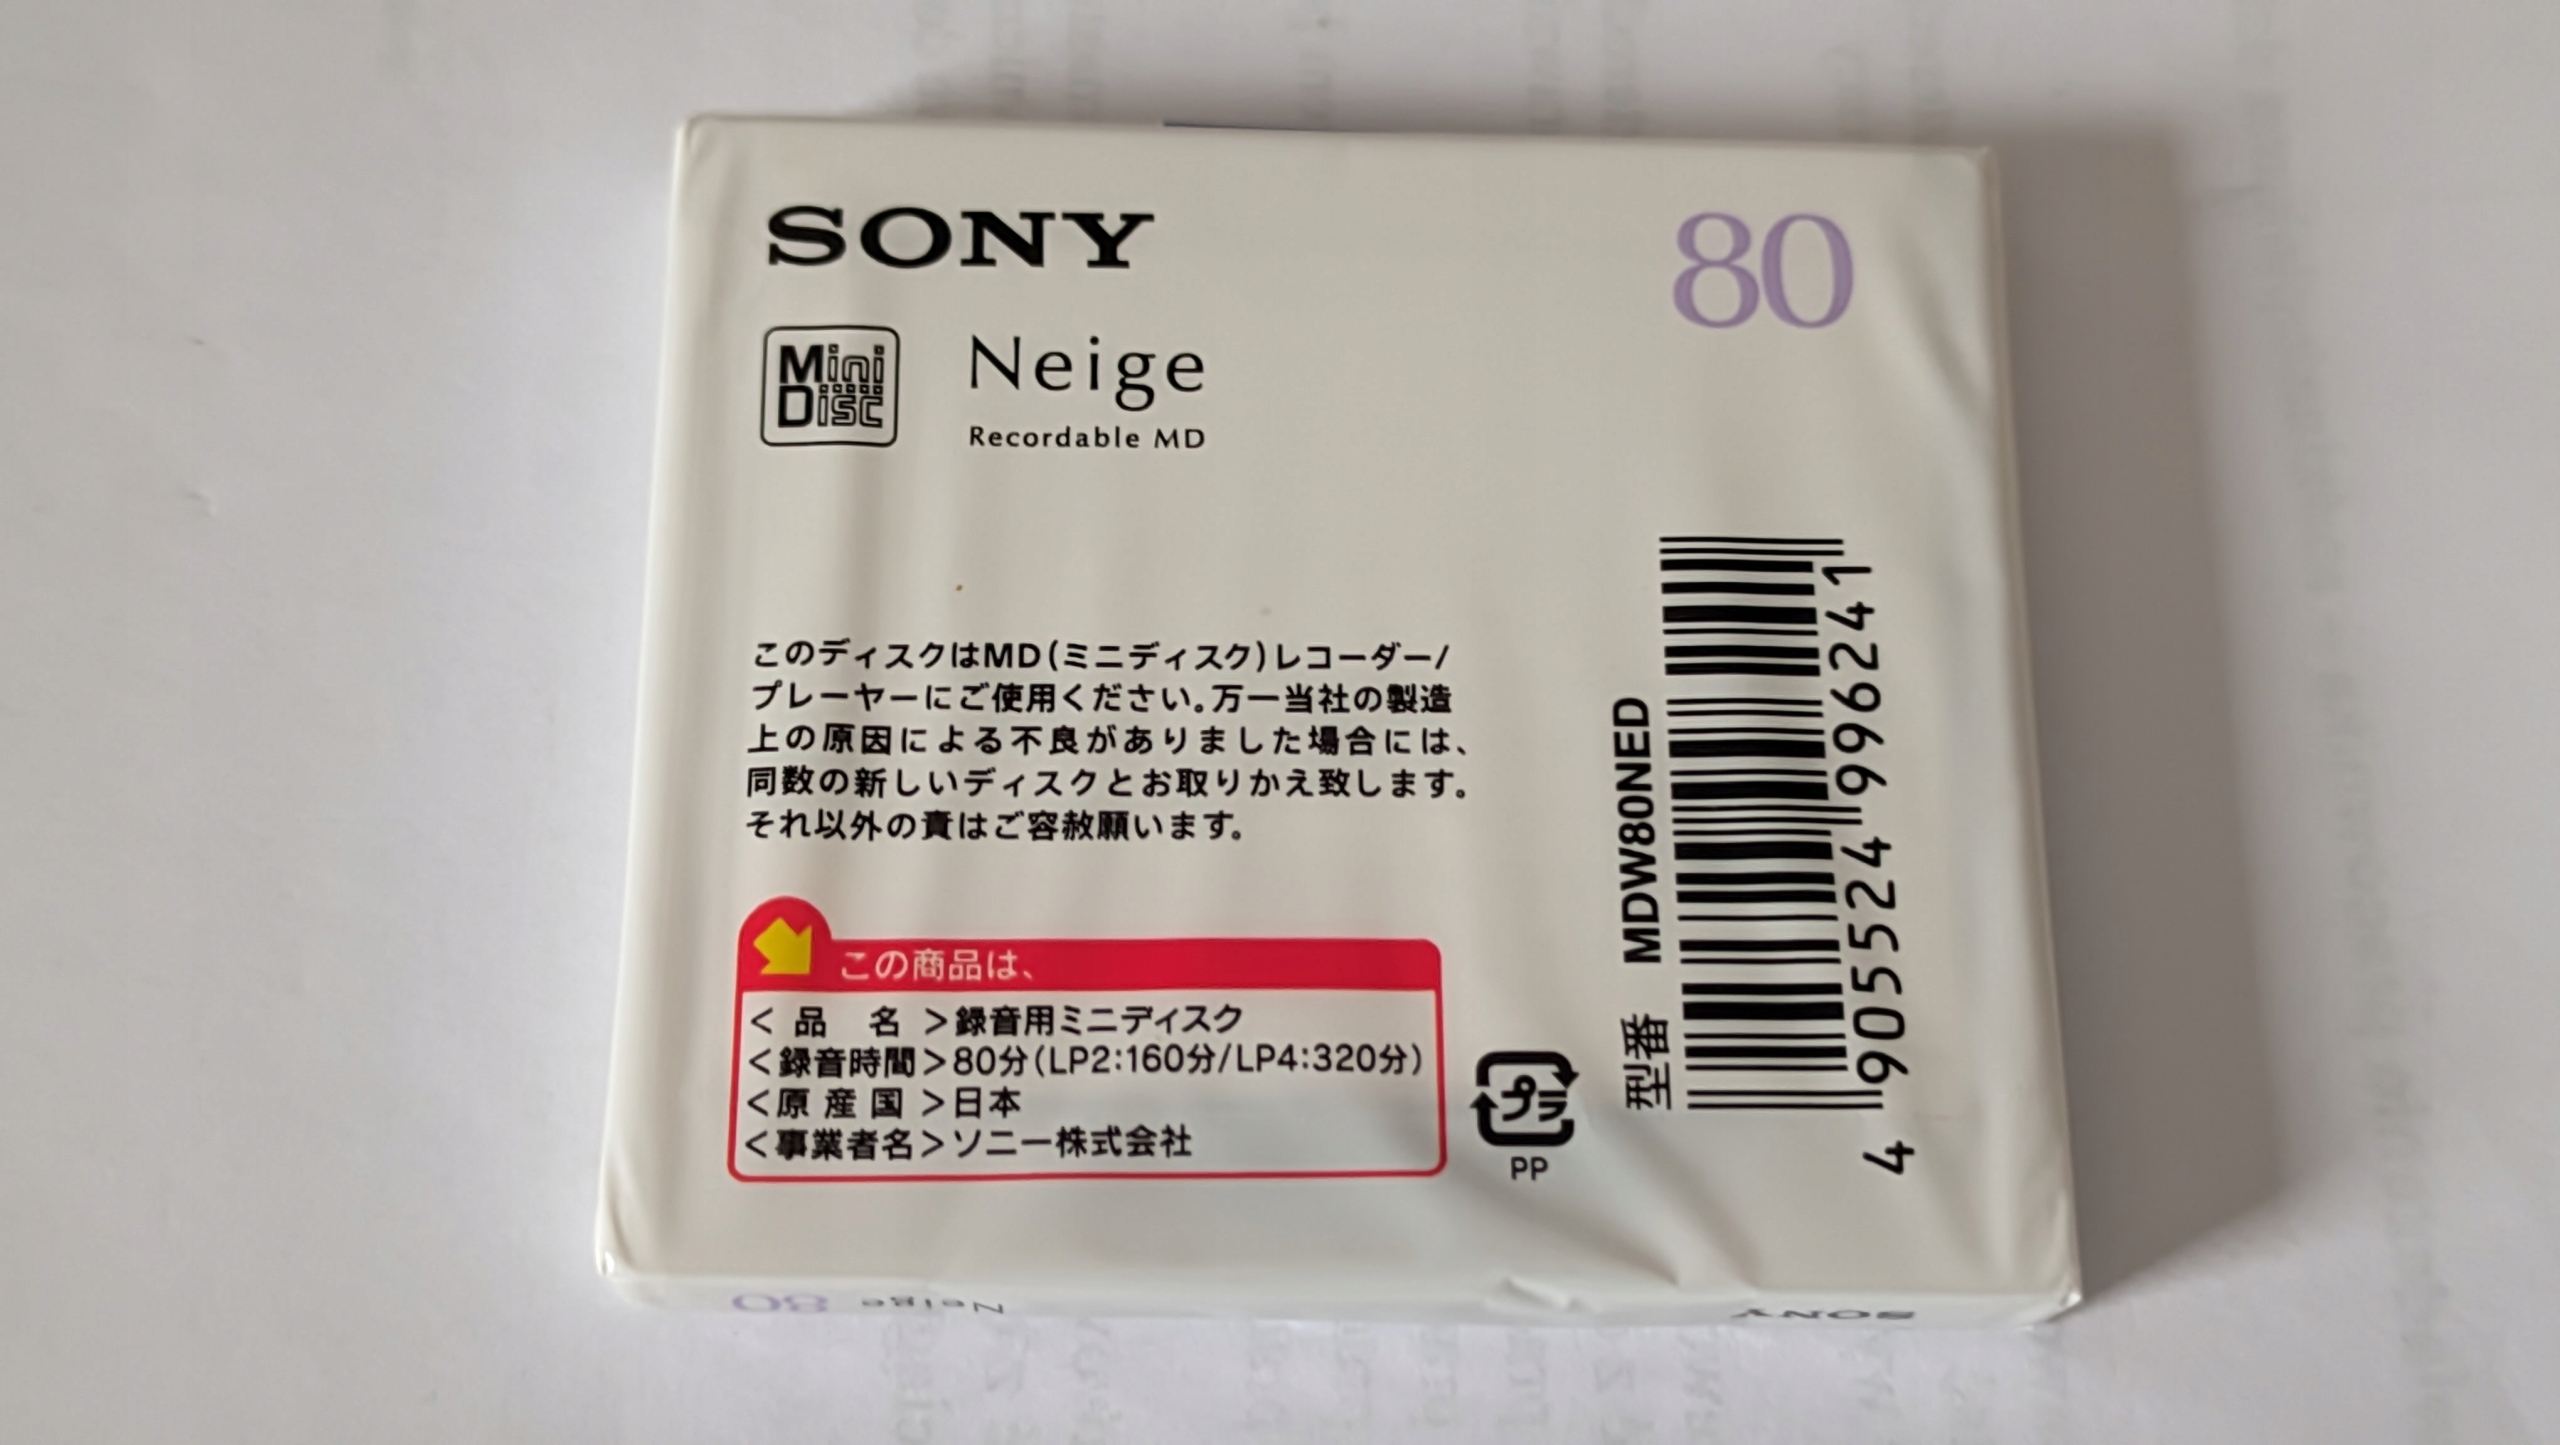 SONY
80
Mini
Disc
Neige
Recordable MD
このディスクはMD(ミニディスク)レコーダー/
プレーヤーにご使用ください。万一当社の製造
上の原因による不良がありました場合には、
同数の新しいディスクとお取りかえ致します。
それ以外の責はご容赦願います。
この商品は、
<品 名>録音用ミニディスク
<録音時間>80分(LP2:160分/LP4:320分)
<原産国>日本
<事業者名>ソニー株式会社
プラ
PP
型番 MDW80NED
4 905524 996241
80 Neige
SONY